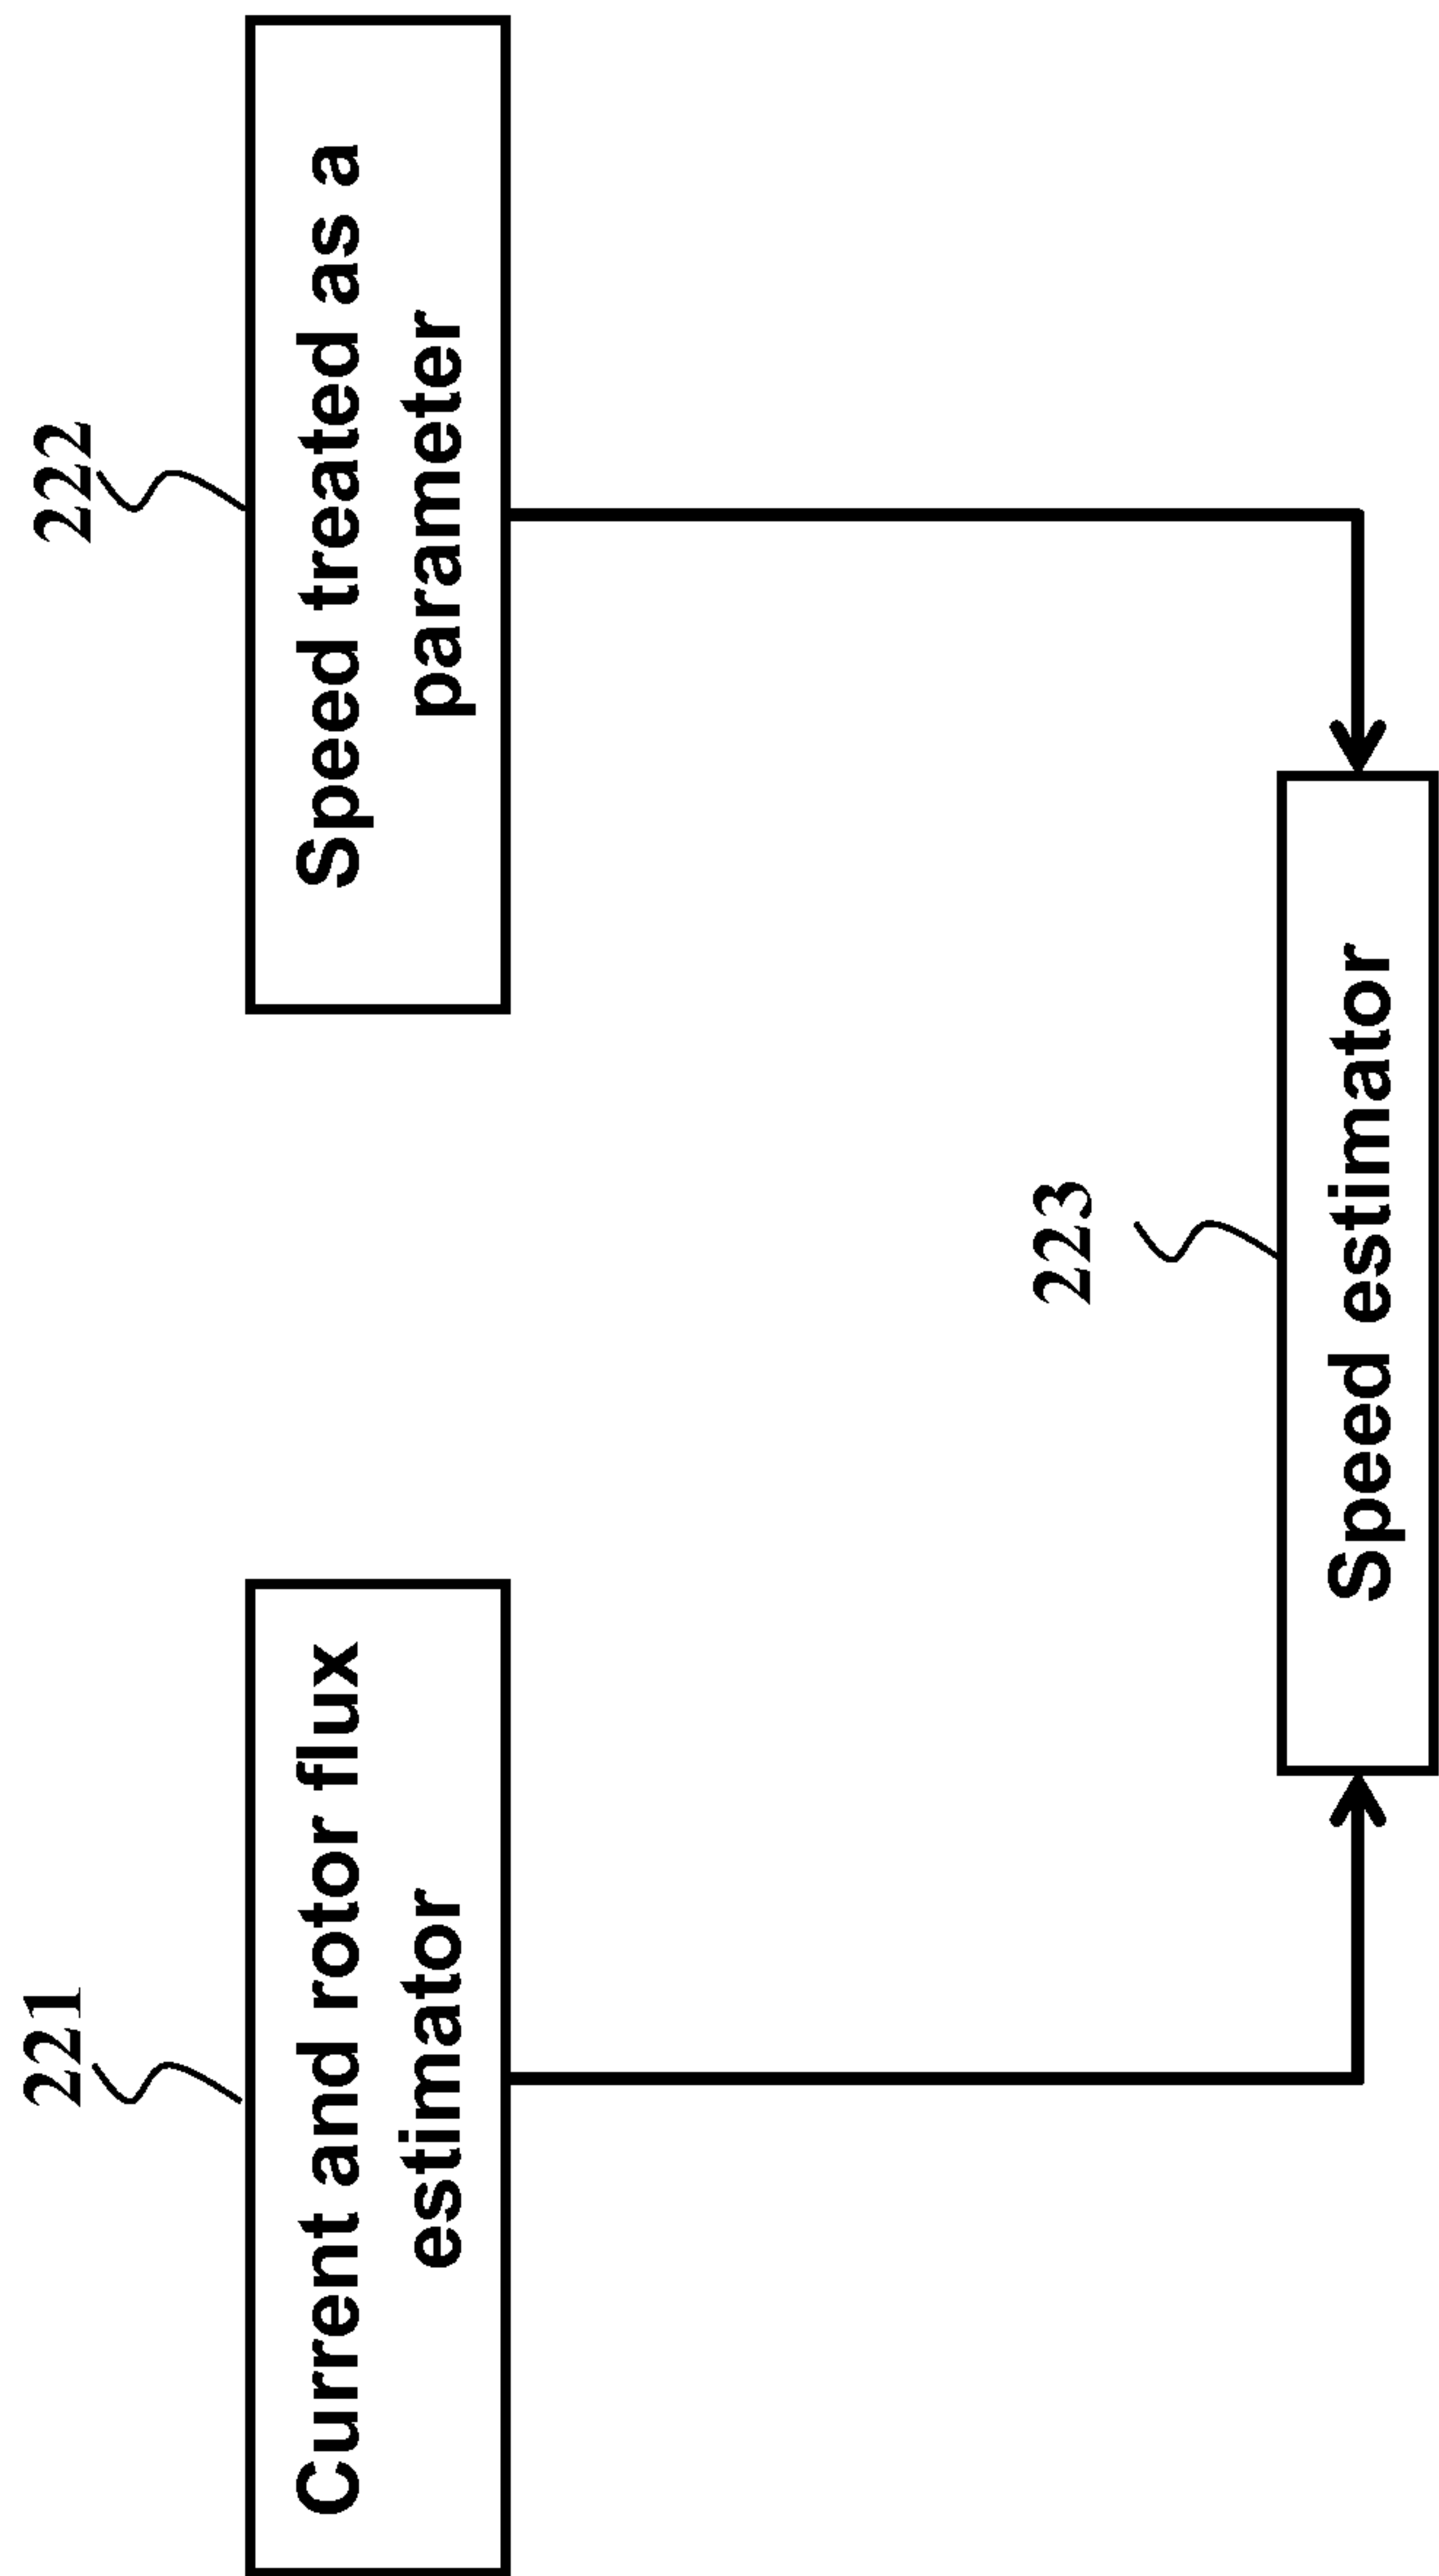 221
Current and rotor flux
estimator
222
Speed treated as a
parameter
223
Speed estimator